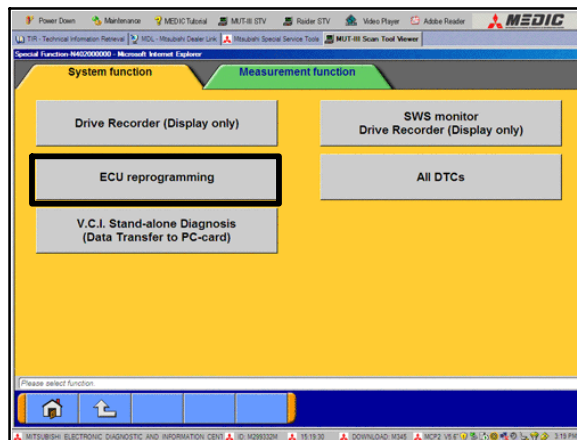 Power Down Maintenance MEDIC Tutorial MUT-III STV Raider STV Video Player Adobe Reader MEDIC
TIR - Technical Information Retrieval MDL - Mitsubishi Dealer Link Mitsubishi Special Service Tools MUT-III Scan Tool Viewer
Special Function-N402000000 - Microsoft Internet Explorer
System function Measurement function
Drive Recorder (Display only)
SWS monitor
Drive Recorder (Display only)
ECU reprogramming
All DTCs
V.C.I. Stand-alone Diagnosis
(Data Transfer to PC-card)
Please select function.
MITSUBISHI ELECTRONIC DIAGNOSTIC AND INFORMATION CENT ID: M299332M 15:19:30 DOWNLOAD: M345 MCP2 3:19 PM